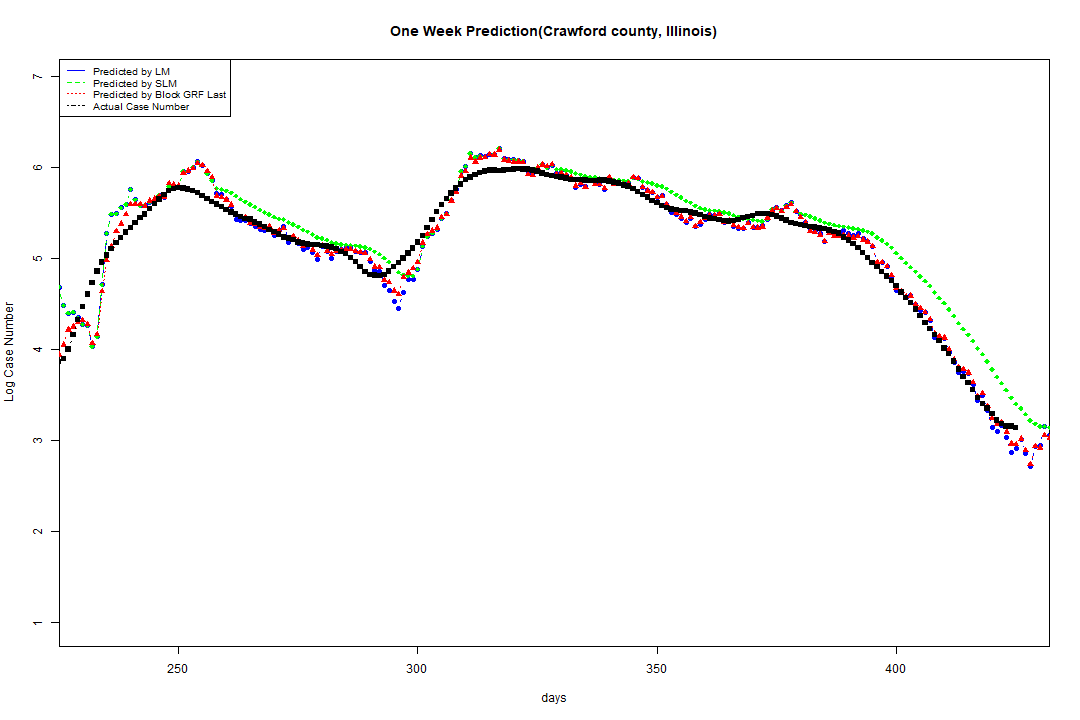 One Week Prediction(Crawford county, Illinois)
Predicted by LM
Predicted by SLM
Predicted by Block GRF Last
Actual Case Number
7
6
5
4
3
2
1
Log Case Number
250
300
350
400
days